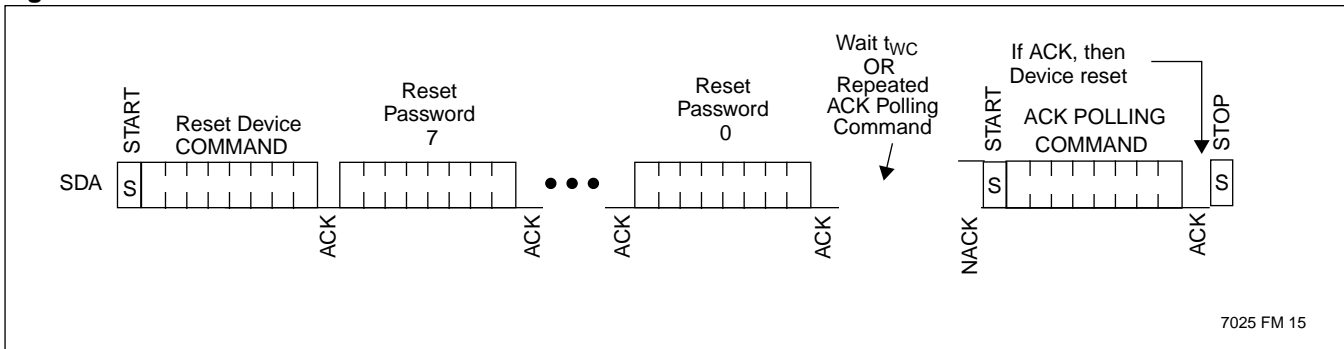 SDA
START
S
Reset Device
COMMAND
ACK
Reset
Password
7
ACK
ACK
Reset
Password
0
ACK
Wait tWC
OR
Repeated
ACK Polling
Command
NACK
START
S
ACK POLLING
COMMAND
If ACK, then
Device reset
ACK
STOP
S
7025 FM 15